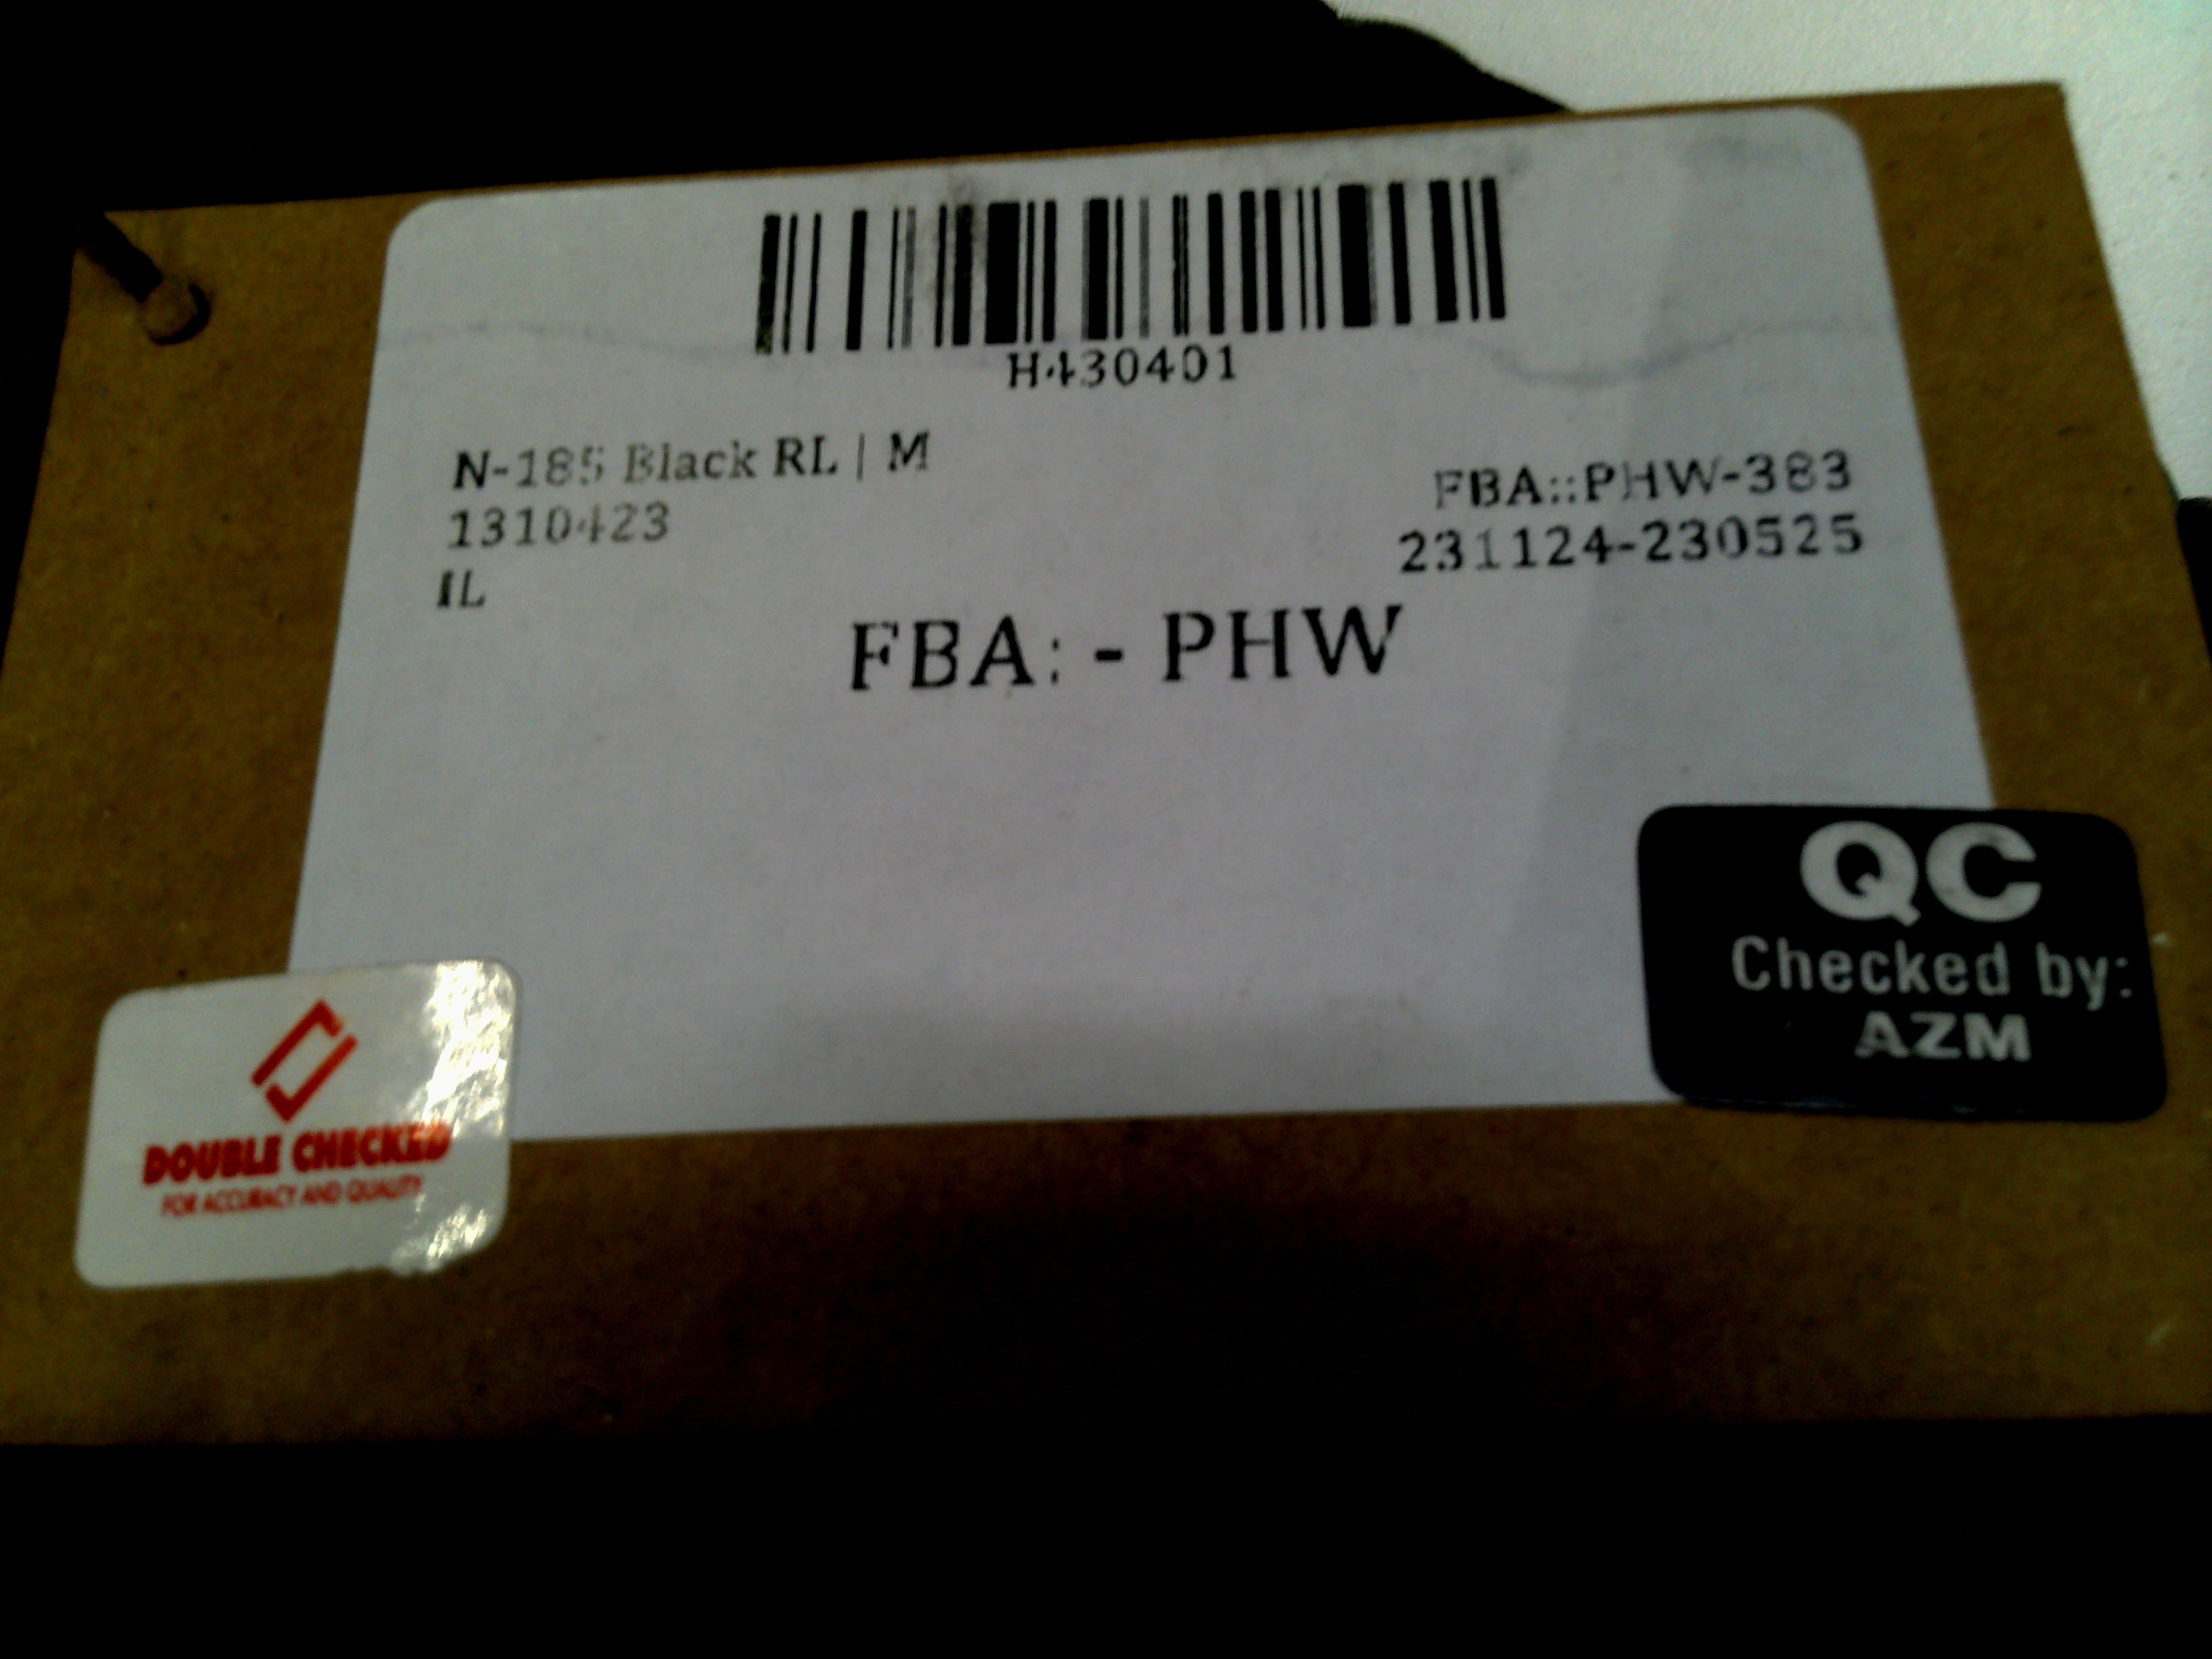 H430401
N-185 Black RL | M
1310423
IL
FBA::PHW-383
231124-230525
FBA: - PHW
QC
Checked by:
AZM
DOUBLE CHECKED
FOR ACCURACY AND QUALITY